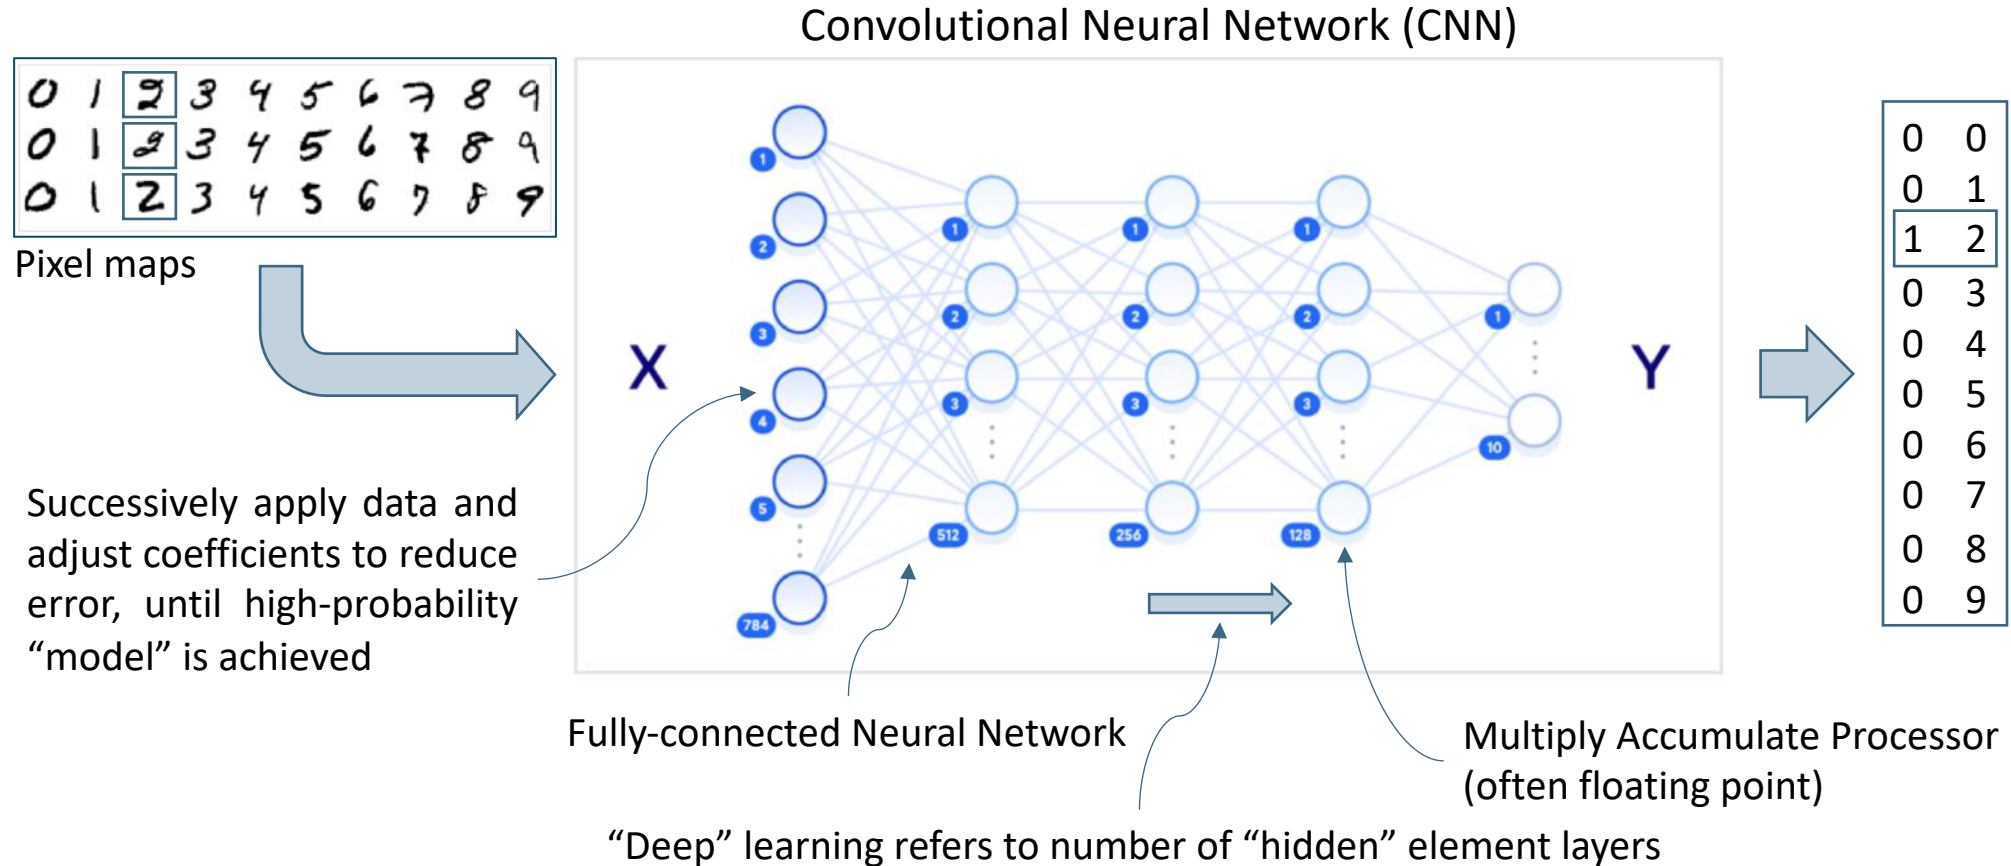 Convolutional Neural Network (CNN)
0 1 2 3 4 5 6 7 8 9
0 1 2 3 4 5 6 7 8 9
0 1 2 3 4 5 6 7 8 9
Pixel maps
X
1
2
3
4
5
784
1
2
3
512
1
2
3
256
1
2
3
128
1
10
Y
0 0
0 1
1 2
0 3
0 4
0 5
0 6
0 7
0 8
0 9
Successively apply data and
adjust coefficients to reduce
error, until high-probability
“model” is achieved
Fully-connected Neural Network
Multiply Accumulate Processor
(often floating point)
“Deep” learning refers to number of “hidden” element layers